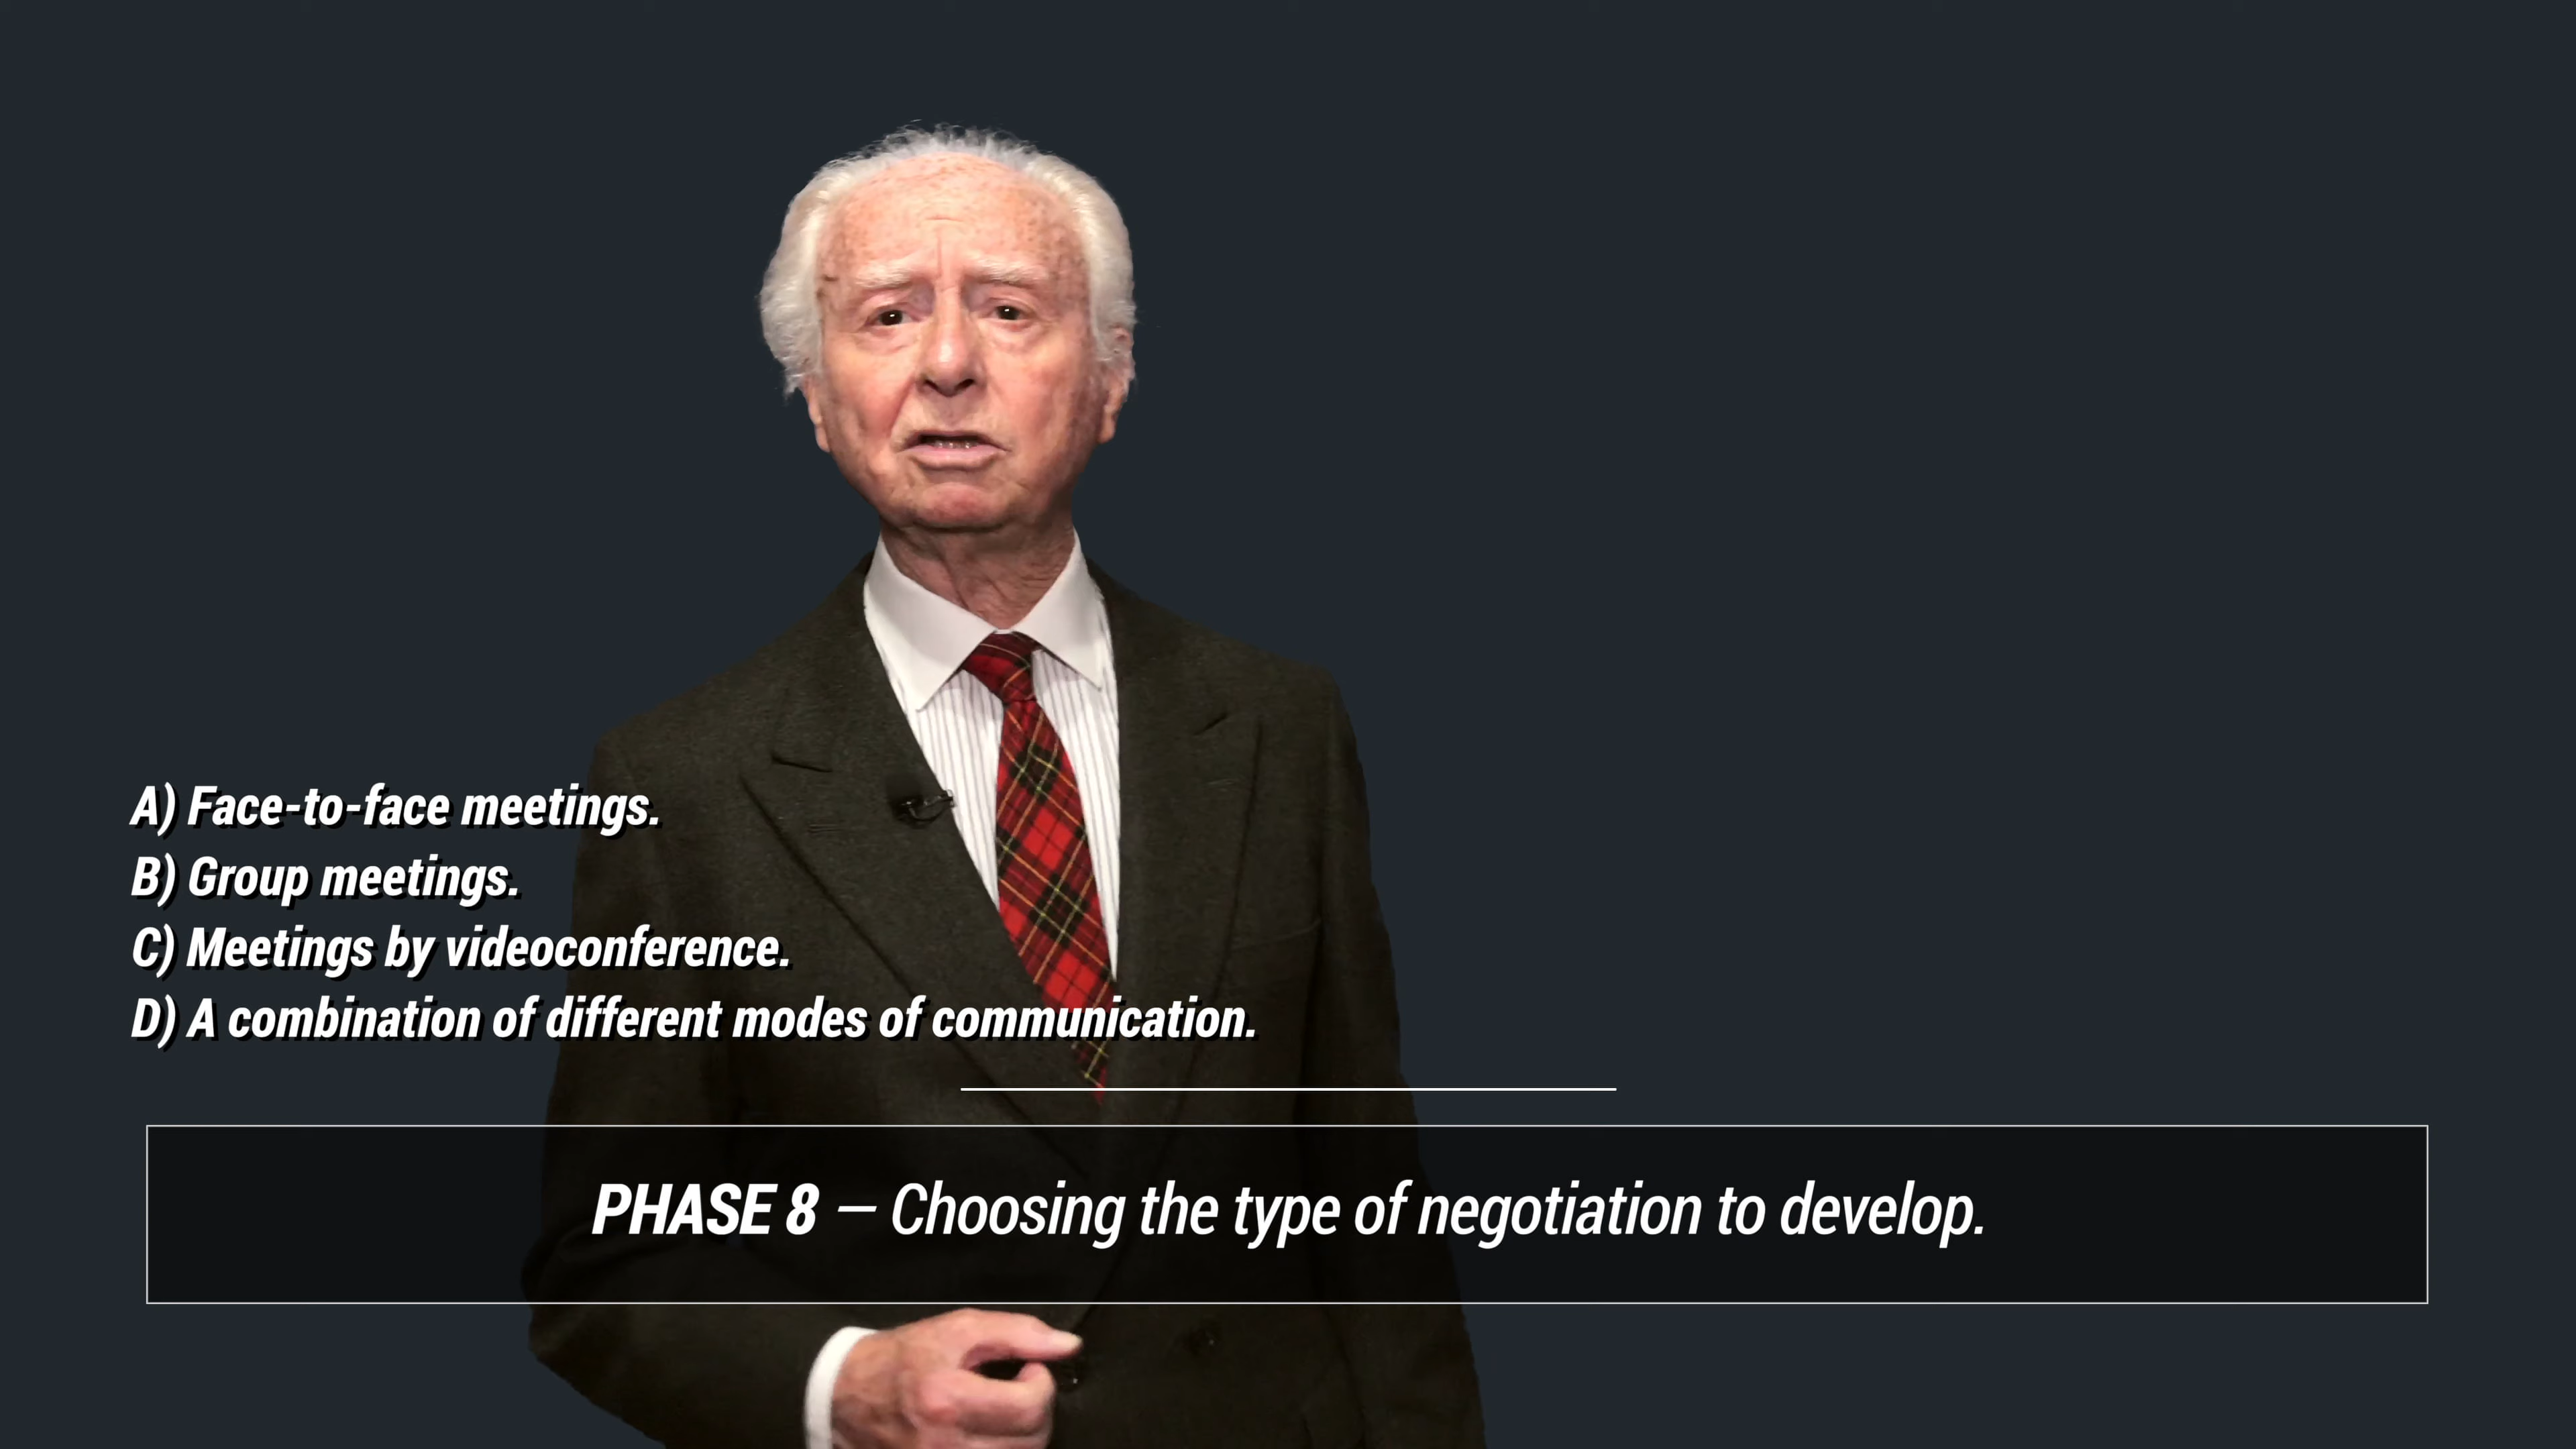 A) Face-to-face meetings.
B) Group meetings.
C) Meetings by videoconference.
D) A combination of different modes of communication.
PHASE 8 – Choosing the type of negotiation to develop.